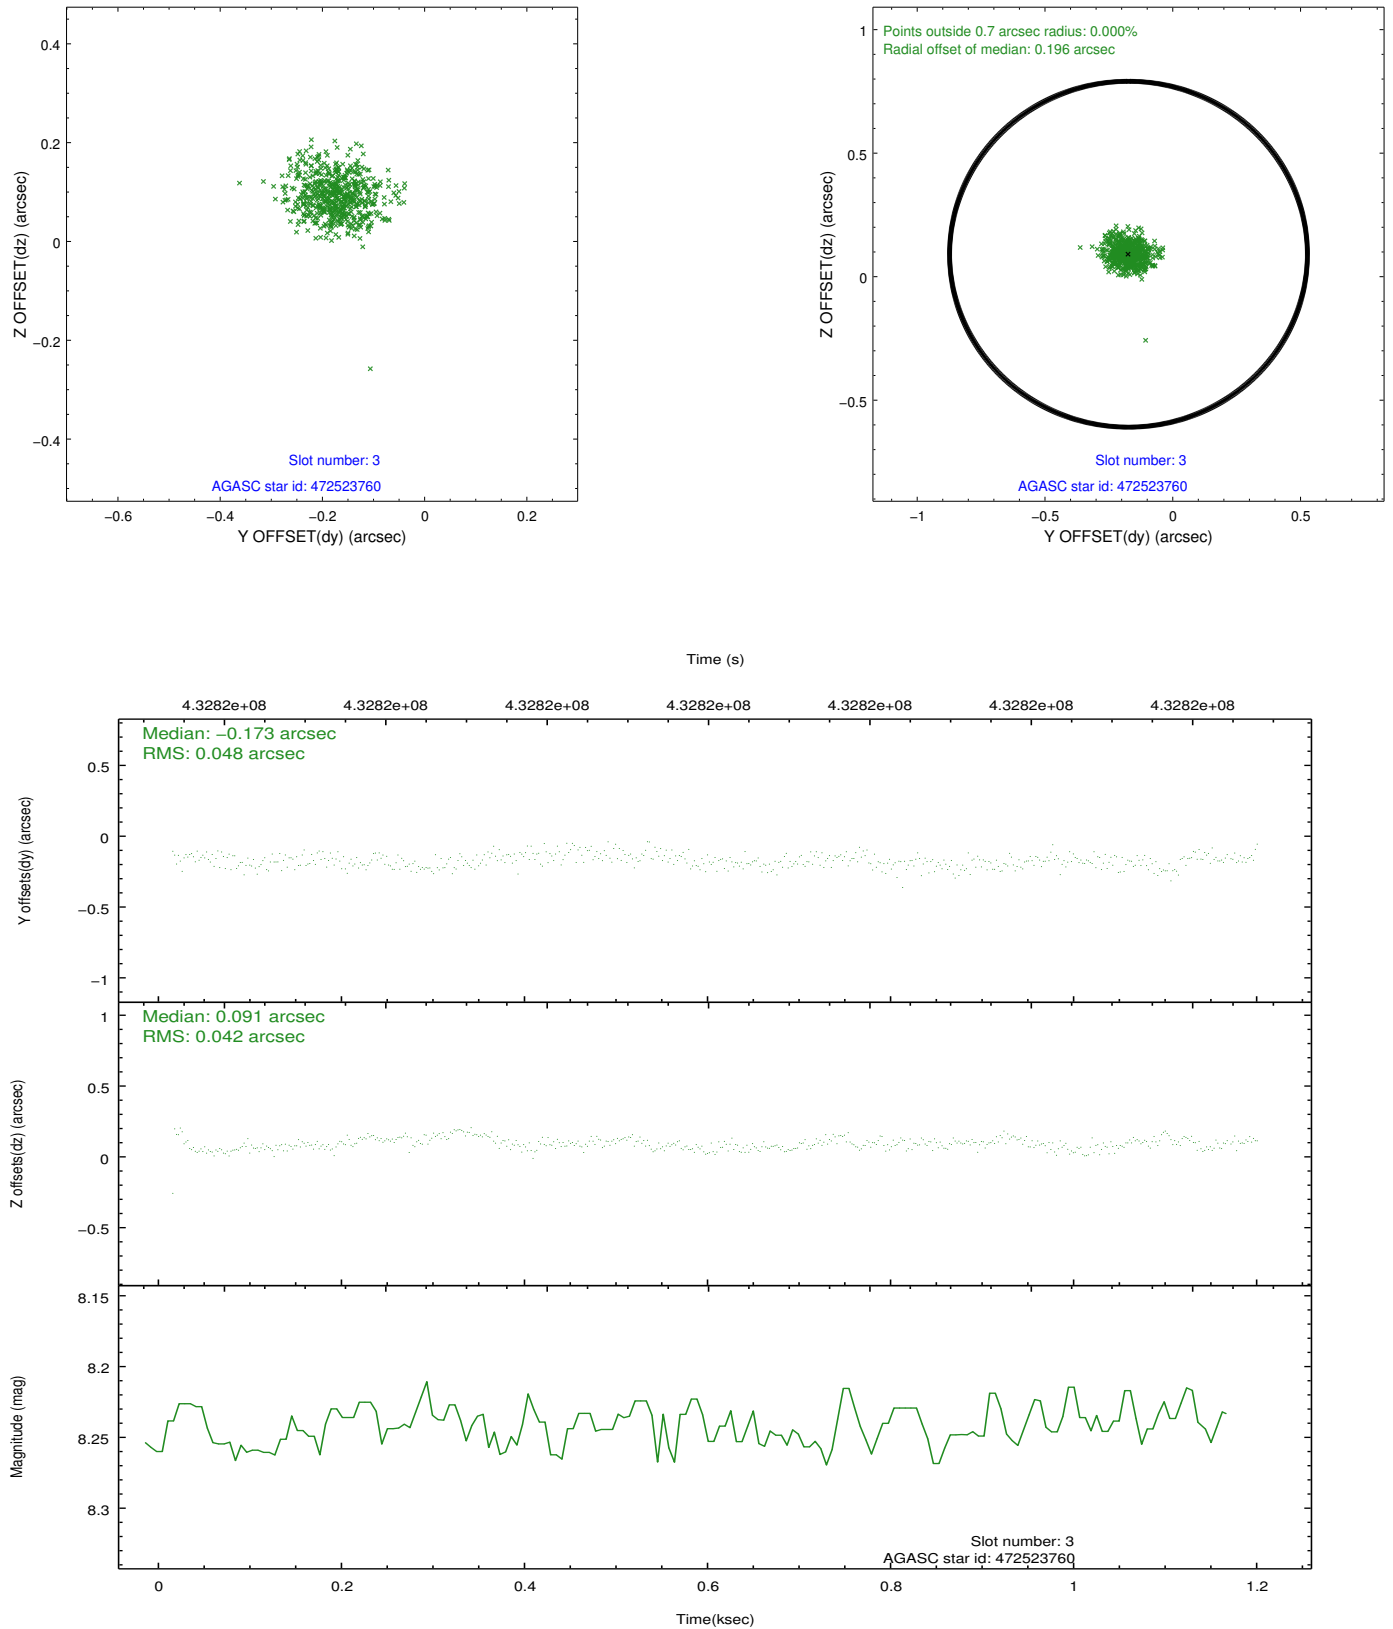 0.4
0.2
0
−0.2
−0.4
Z OFFSET(dz) (arcsec)
Slot number: 3
AGASC star id: 472523760
−0.6 −0.4 −0.2 0 0.2
Y OFFSET(dy) (arcsec)
Points outside 0.7 arcsec radius: 0.000%
Radial offset of median: 0.196 arcsec
1
0.5
0
−0.5
Z OFFSET(dz) (arcsec)
Slot number: 3
AGASC star id: 472523760
−1 −0.5 0 0.5
Y OFFSET(dy) (arcsec)
Time (s)
4.3282e+08 4.3282e+08 4.3282e+08 4.3282e+08 4.3282e+08 4.3282e+08 4.3282e+08
Median: −0.173 arcsec
RMS: 0.048 arcsec
0.5
0
−0.5
−1
Y offsets(dy) (arcsec)
Median: 0.091 arcsec
RMS: 0.042 arcsec
1
0.5
0
−0.5
Z offsets(dz) (arcsec)
8.15
8.2
8.25
8.3
Magnitude (mag)
Slot number: 3
AGASC star id: 472523760
0 0.2 0.4 0.6 0.8 1 1.2
Time(ksec)